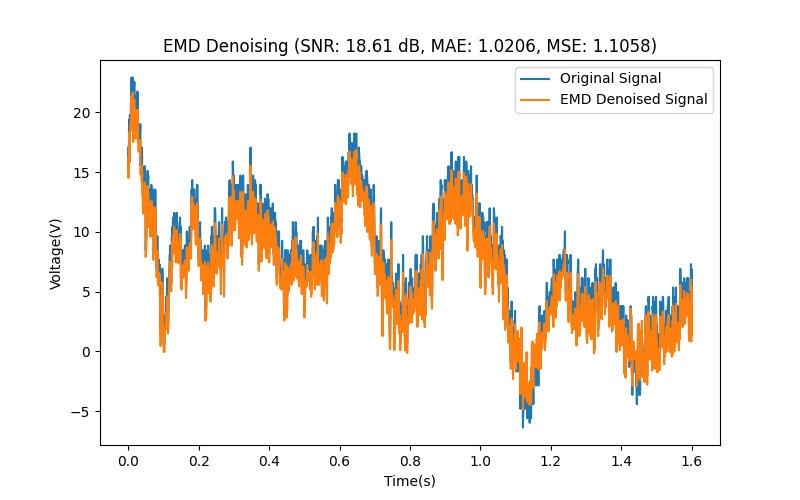 EMD Denoising (SNR: 18.61 dB, MAE: 1.0206, MSE: 1.1058)
Original Signal
EMD Denoised Signal
Voltage(V)
20
15
10
5
0
−5
0.0 0.2 0.4 0.6 0.8 1.0 1.2 1.4 1.6
Time(s)